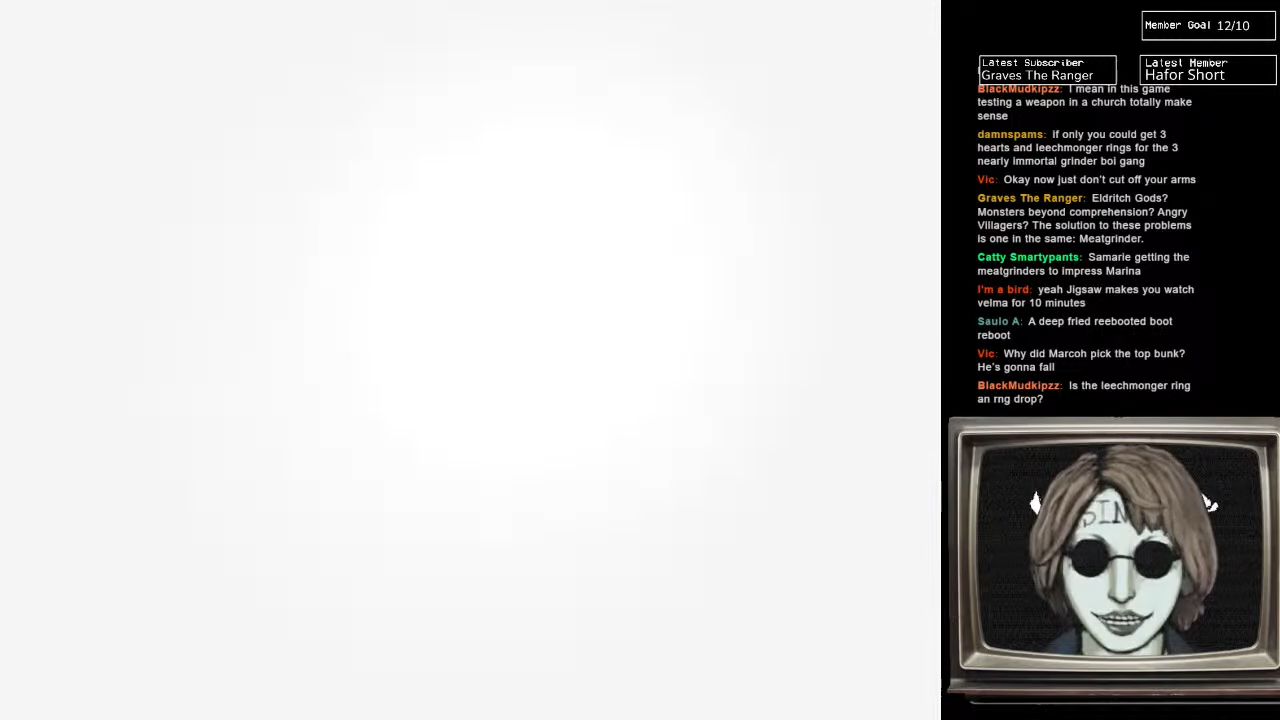 Member Goal 12/10
Latest Subscriber
Graves The Ranger
Latest Member
Hafor Short
BlackMudkipzz: I mean in this game
testing a weapon in a church totally make
sense
damnspams: if only you could get 3
hearts and leechmonger rings for the 3
nearly immortal grinder boi gang
Vic: Okay now just don't cut off your arms
Graves The Ranger: Eldritch Gods?
Monsters beyond comprehension? Angry
Villagers? The solution to these problems
is one in the same: Meatgrinder.
Catty Smartypants: Samarie getting the
meatgrinders to impress Marina
I'm a bird: yeah Jigsaw makes you watch
velma for 10 minutes
Saulo A: A deep fried reebooted boot
reboot
Vic: Why did Marcoh pick the top bunk?
He's gonna fall
BlackMudkipzz: Is the leechmonger ring
an rng drop?
SIN